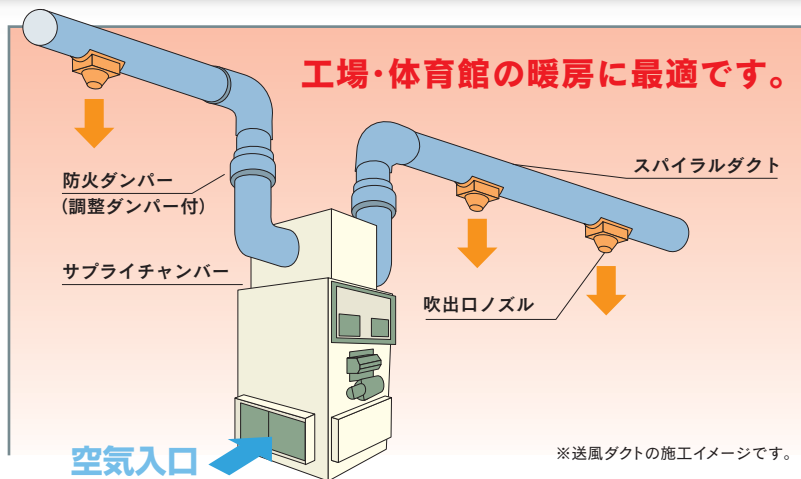 工場・体育館の暖房に最適です。
スパイラルダクト
防火ダンパー
(調整ダンパー付)
サプライチャンバー
吹出口ノズル
空気入口
※送風ダクトの施工イメージです。